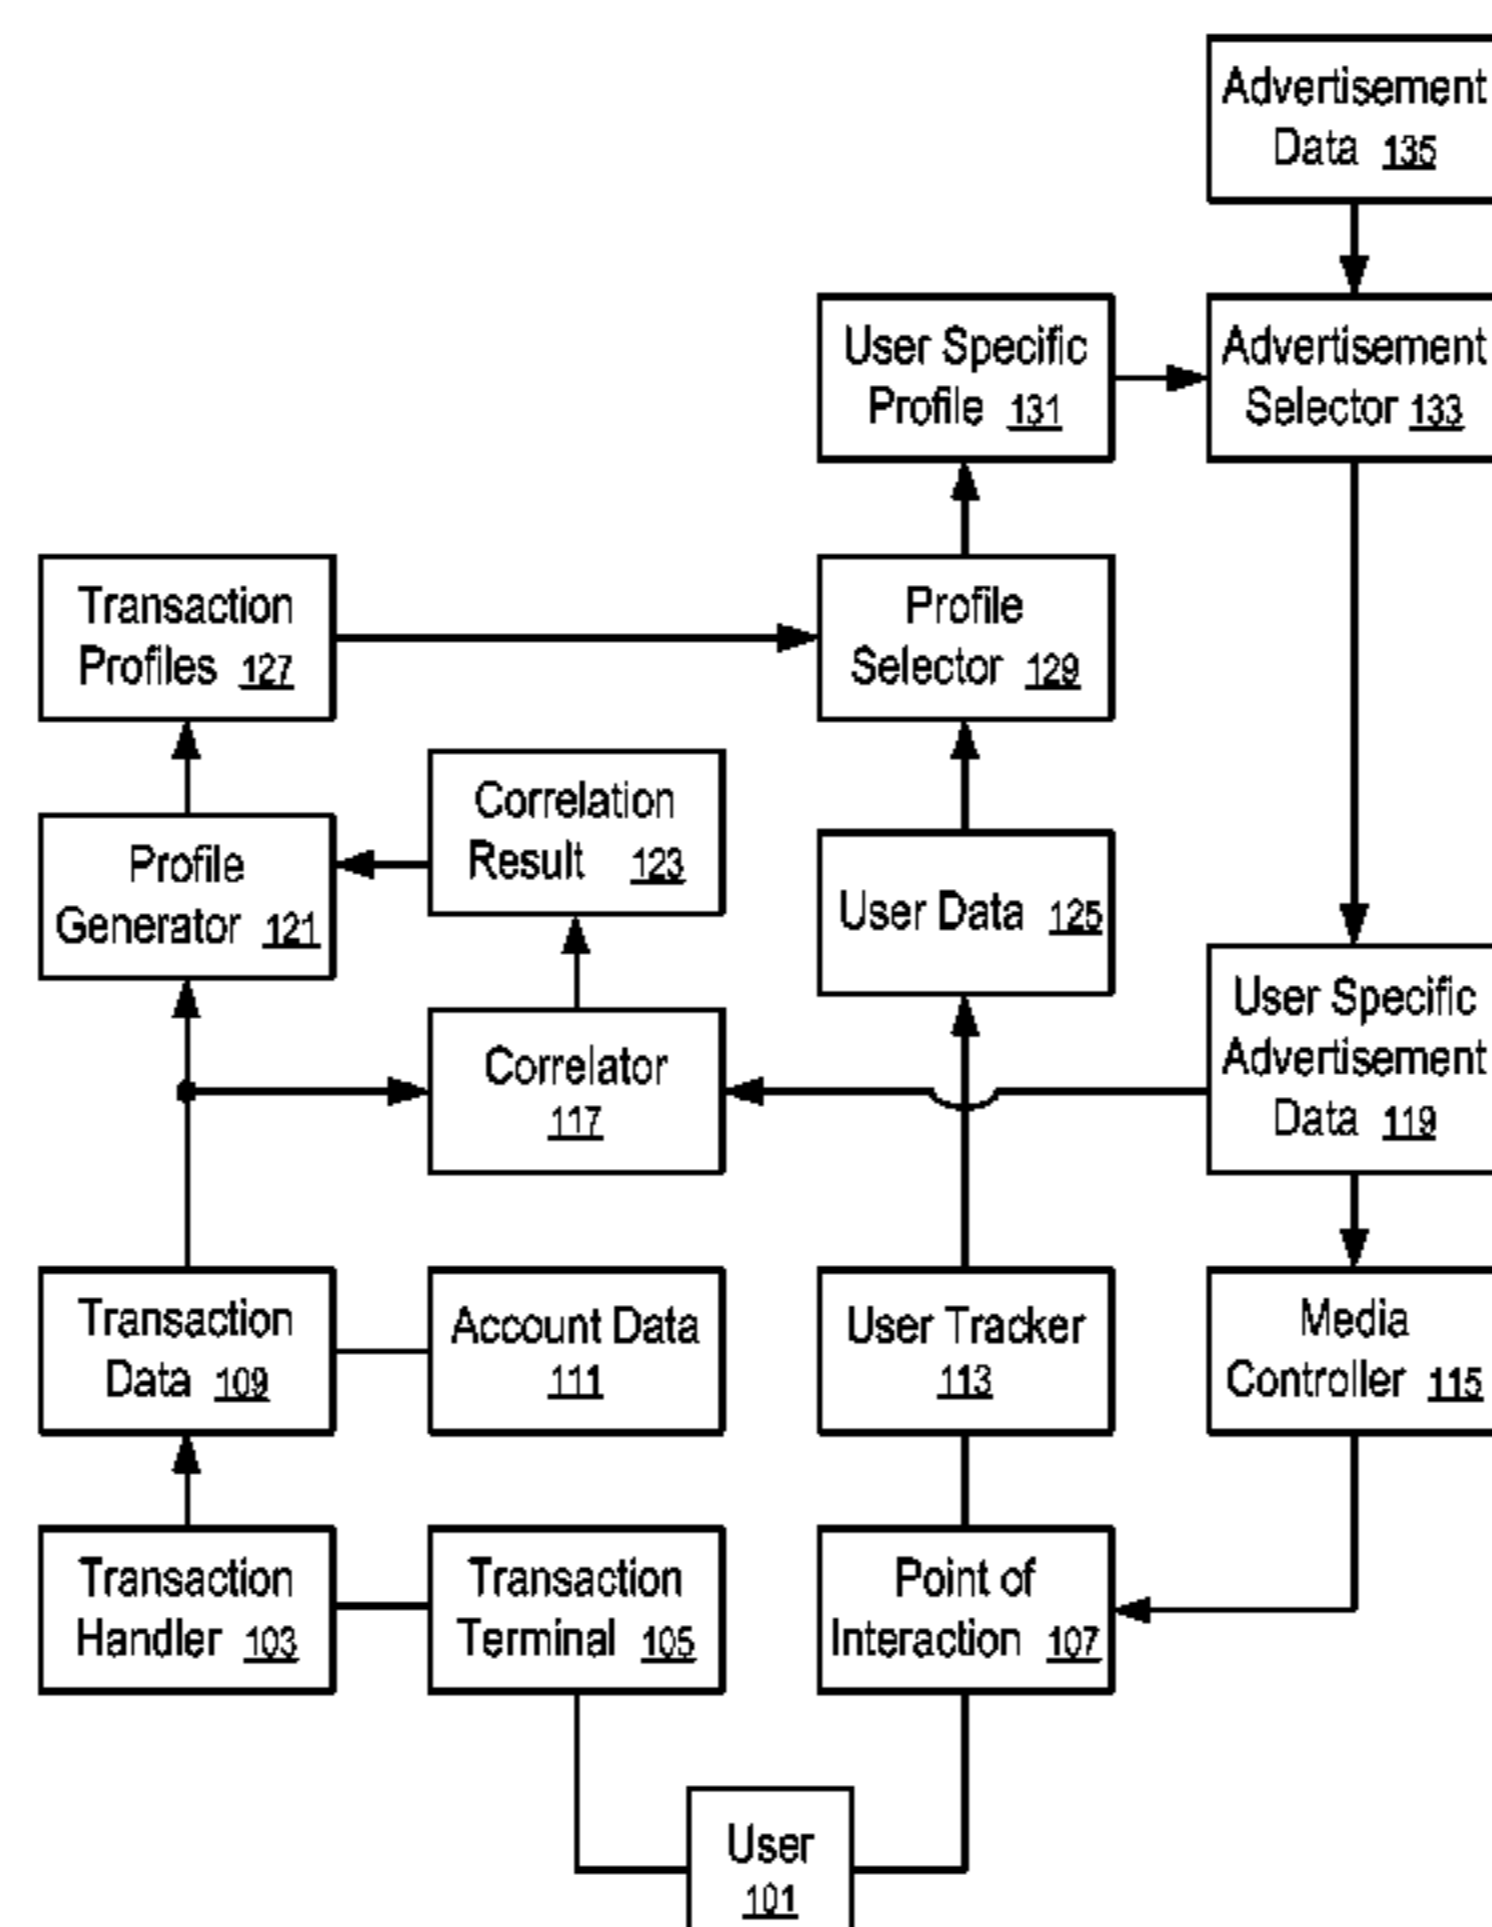 Advertisement
Data 135
User Specific
Profile 131
Advertisement
Selector 133
Transaction
Profiles 127
Profile
Selector 129
Correlation
Result 123
Profile
Generator 121
User Data 125
User Specific
Advertisement
Data 119
Correlator
117
Transaction
Data 109
Account Data
111
User Tracker
113
Media
Controller 115
Transaction
Handler 103
Transaction
Terminal 105
Point of
Interaction 107
User
101